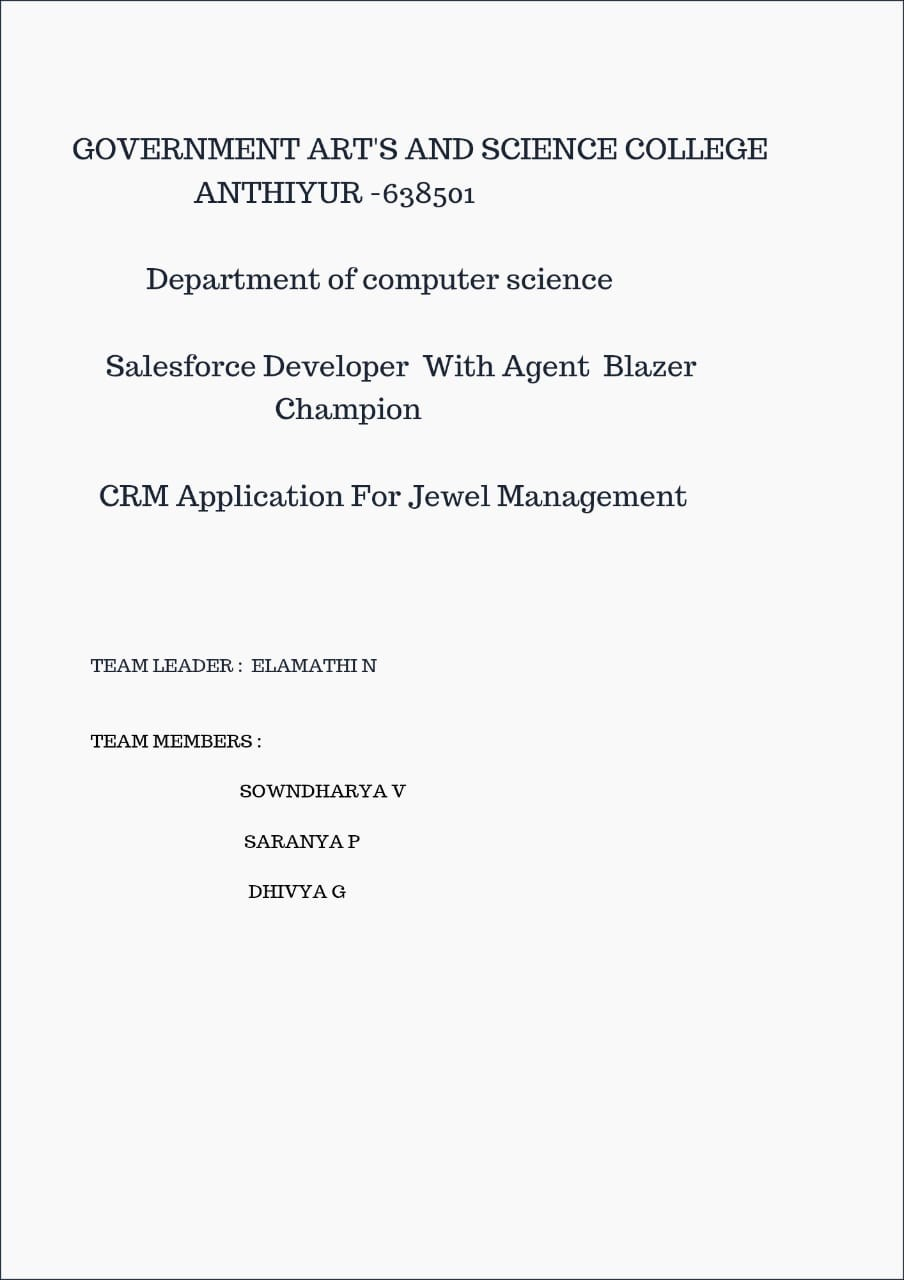 GOVERNMENT ART'S AND SCIENCE COLLEGE
ANTHIYUR -638501
Department of computer science
Salesforce Developer With Agent Blazer
Champion
CRM Application For Jewel Management
TEAM LEADER : ELAMATHI N
TEAM MEMBERS :
SOWNDHARYA V
SARANYA P
DHIVYA G